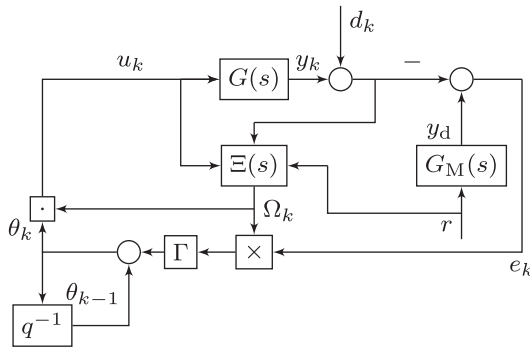 d_k
u_k
G(s)
y_k
−
y_d
Ξ(s)
G_M(s)
Ω_k
r
·
θ_k
Γ
×
e_k
θ_{k−1}
q^{−1}